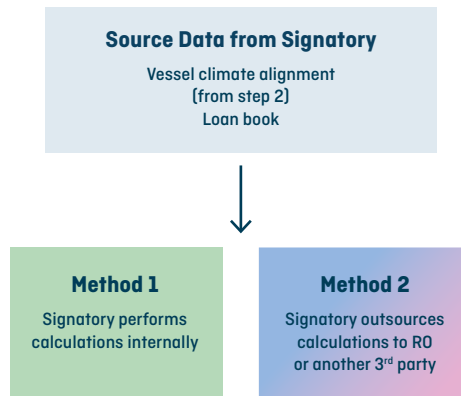 Source Data from Signatory
Vessel climate alignment
(from step 2)
Loan book
Method 1
Signatory performs
calculations internally
Method 2
Signatory outsources
calculations to RO
or another 3rd party